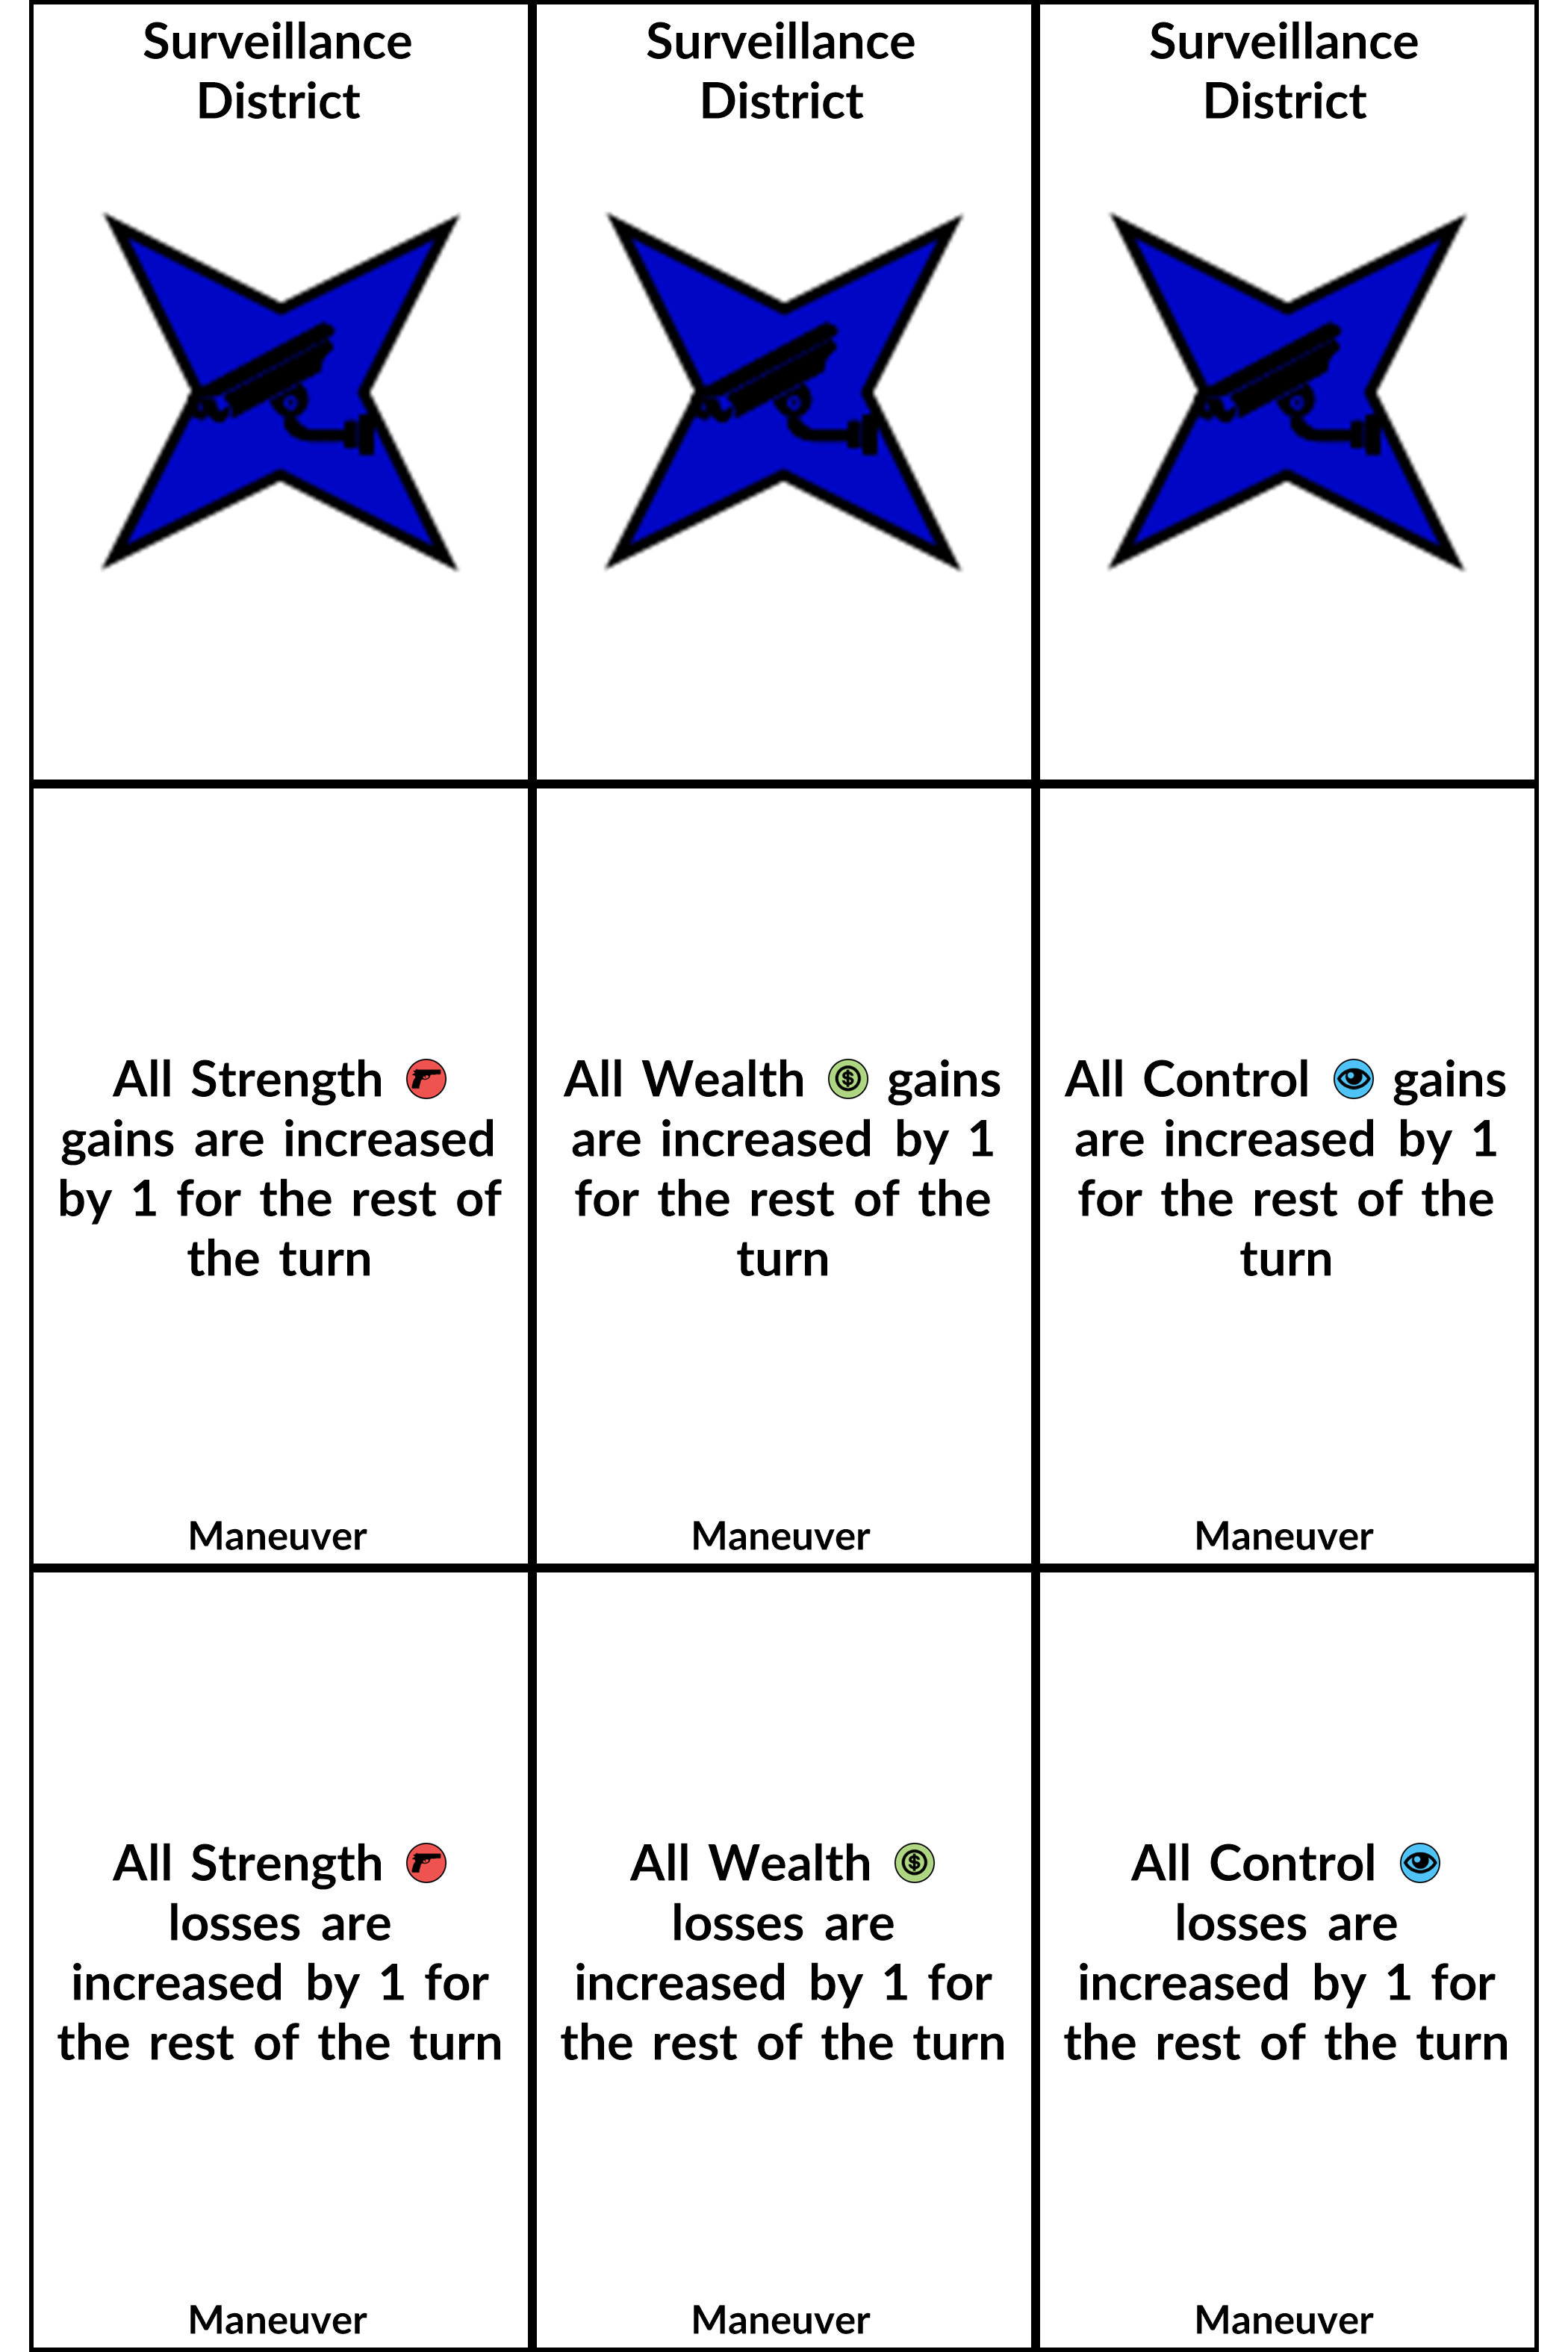 Surveillance
District
Surveillance
District
Surveillance
District
All Strength
gains are increased
by 1 for the rest of
the turn
Maneuver
All Wealth $ gains
are increased by 1
for the rest of the
turn
Maneuver
All Control gains
are increased by 1
for the rest of the
turn
Maneuver
All Strength
losses are
increased by 1 for
the rest of the turn
Maneuver
All Wealth $
losses are
increased by 1 for
the rest of the turn
Maneuver
All Control
losses are
increased by 1 for
the rest of the turn
Maneuver